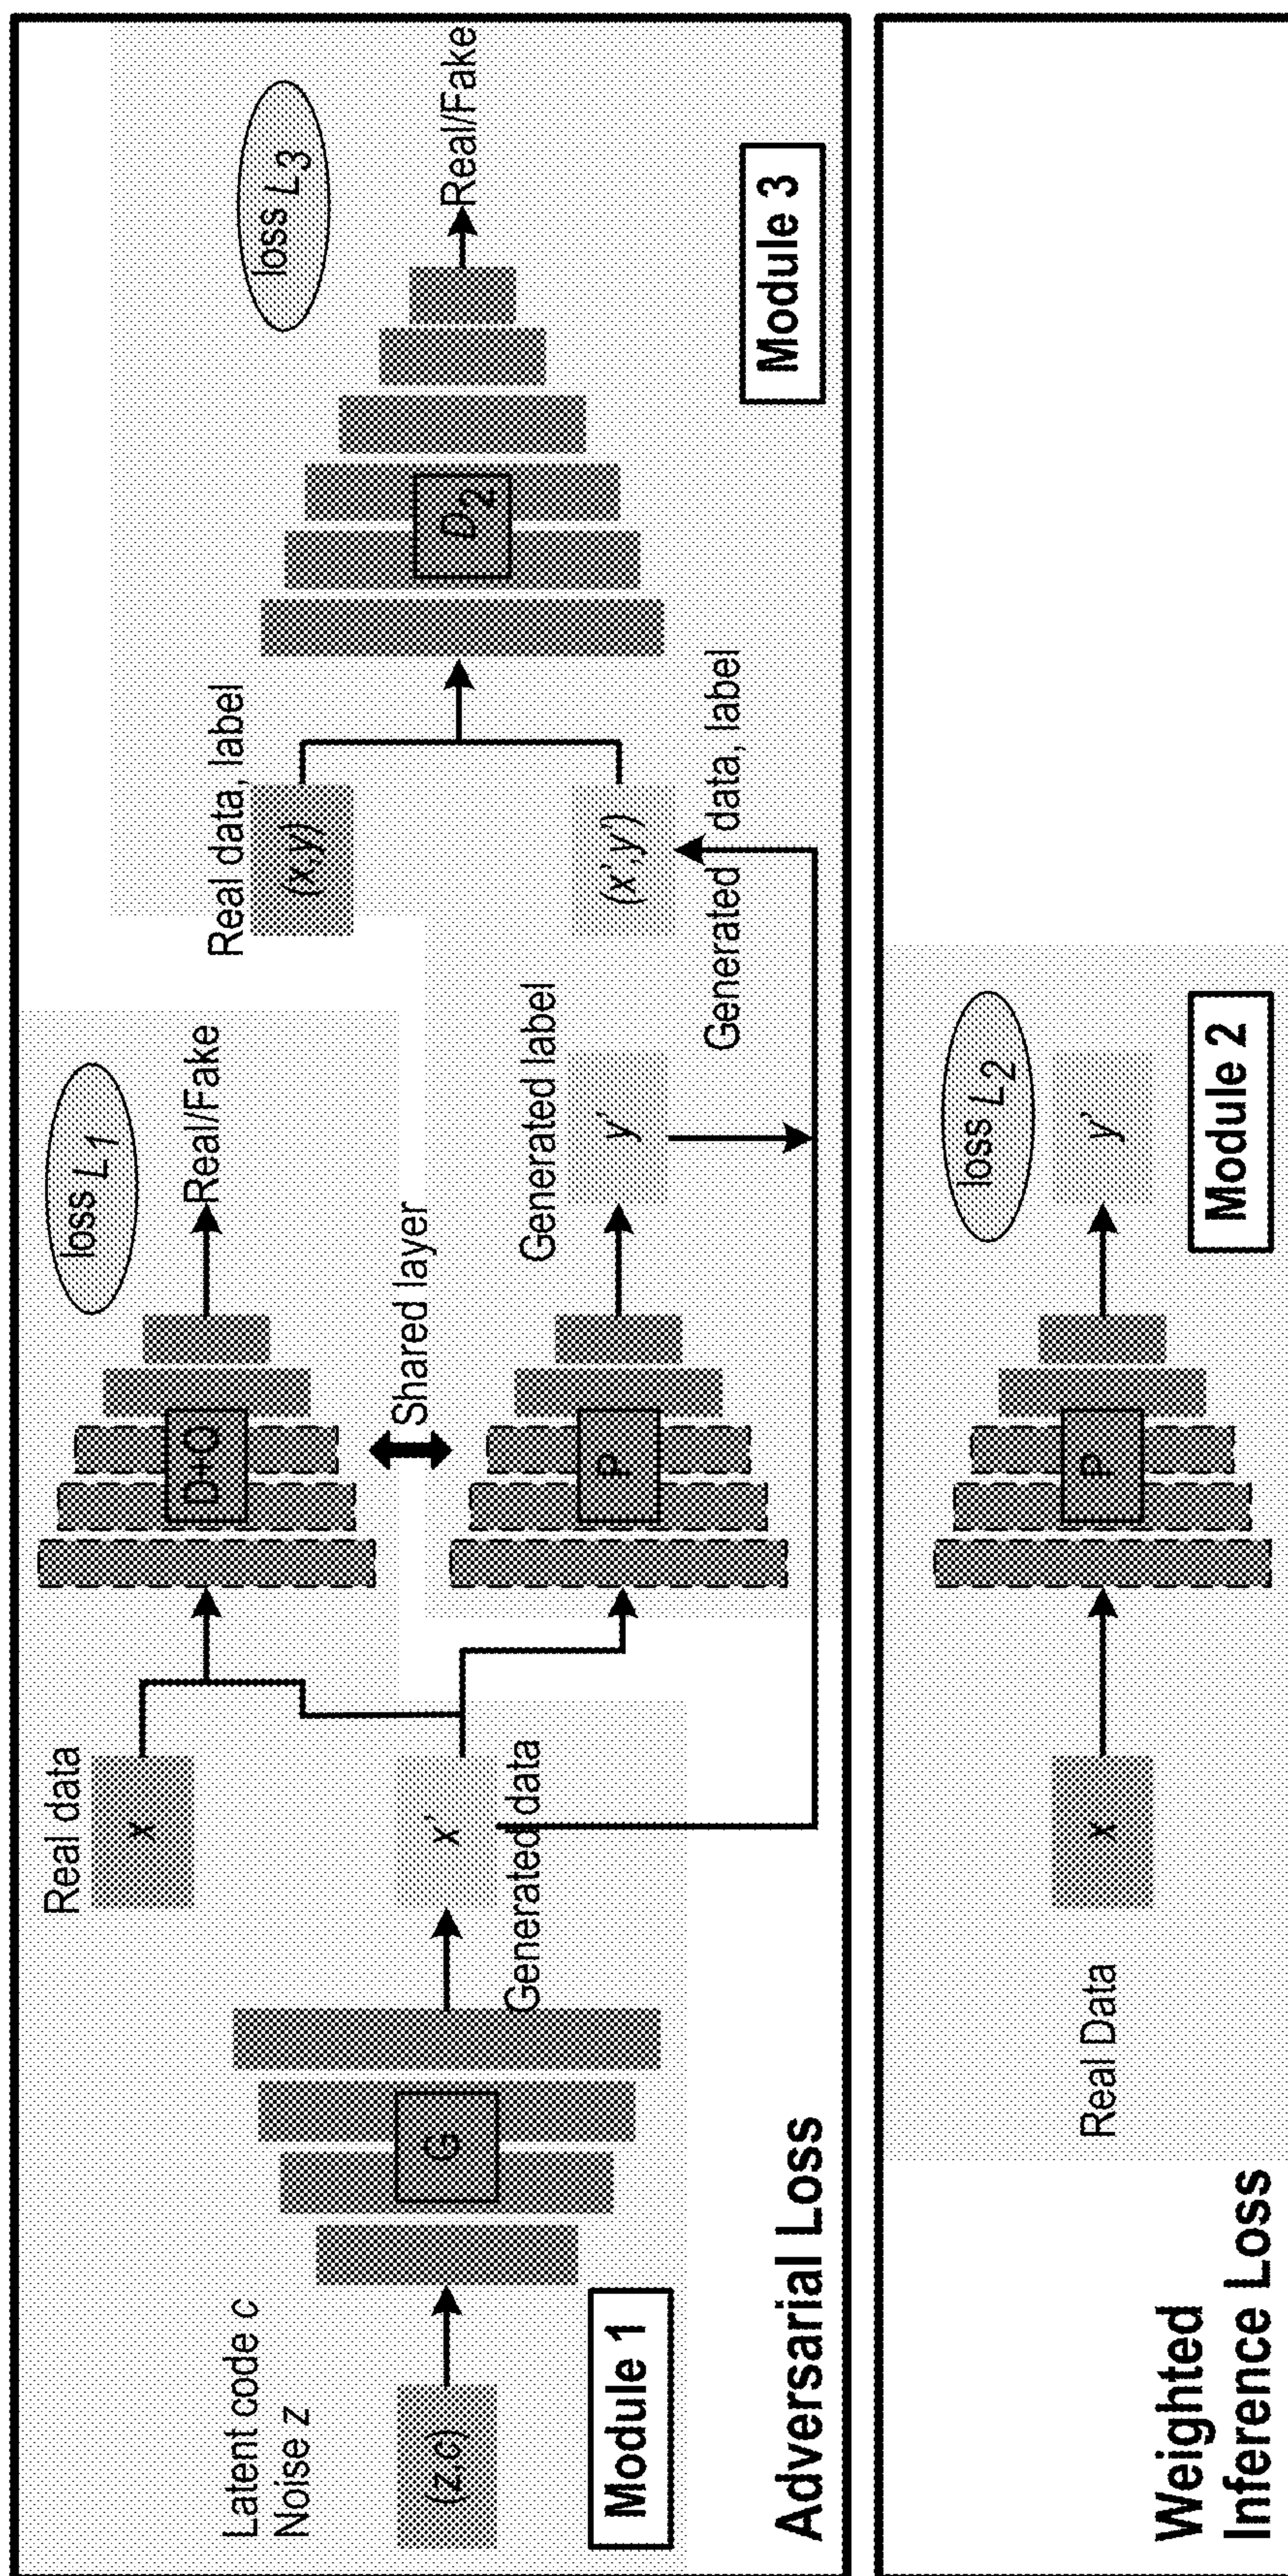 Latent code c
Noise z
(z,c)
Module 1
G
Real data
x
x'
Generated data
D+Q
loss L1
Real/Fake
Shared layer
P
Generated label
y'
Real data, label
(x,y)
(x',y')
Generated data, label
D2
loss L3
Real/Fake
Module 3
Adversarial Loss
Real Data
x
P
y'
loss L2
Module 2
Weighted
Inference Loss